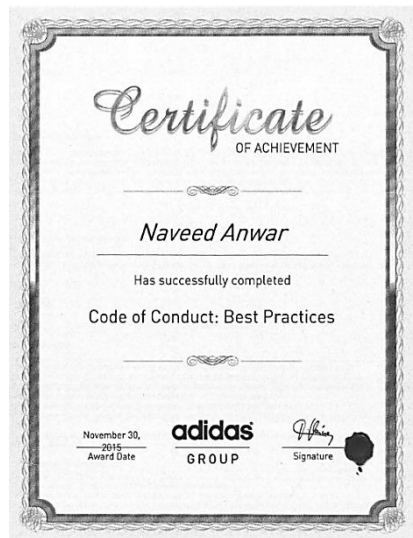 Certificate
OF ACHIEVEMENT
Naveed Anwar
Has successfully completed
Code of Conduct: Best Practices
November 30,
2015
Award Date
adidas
GROUP
Signature